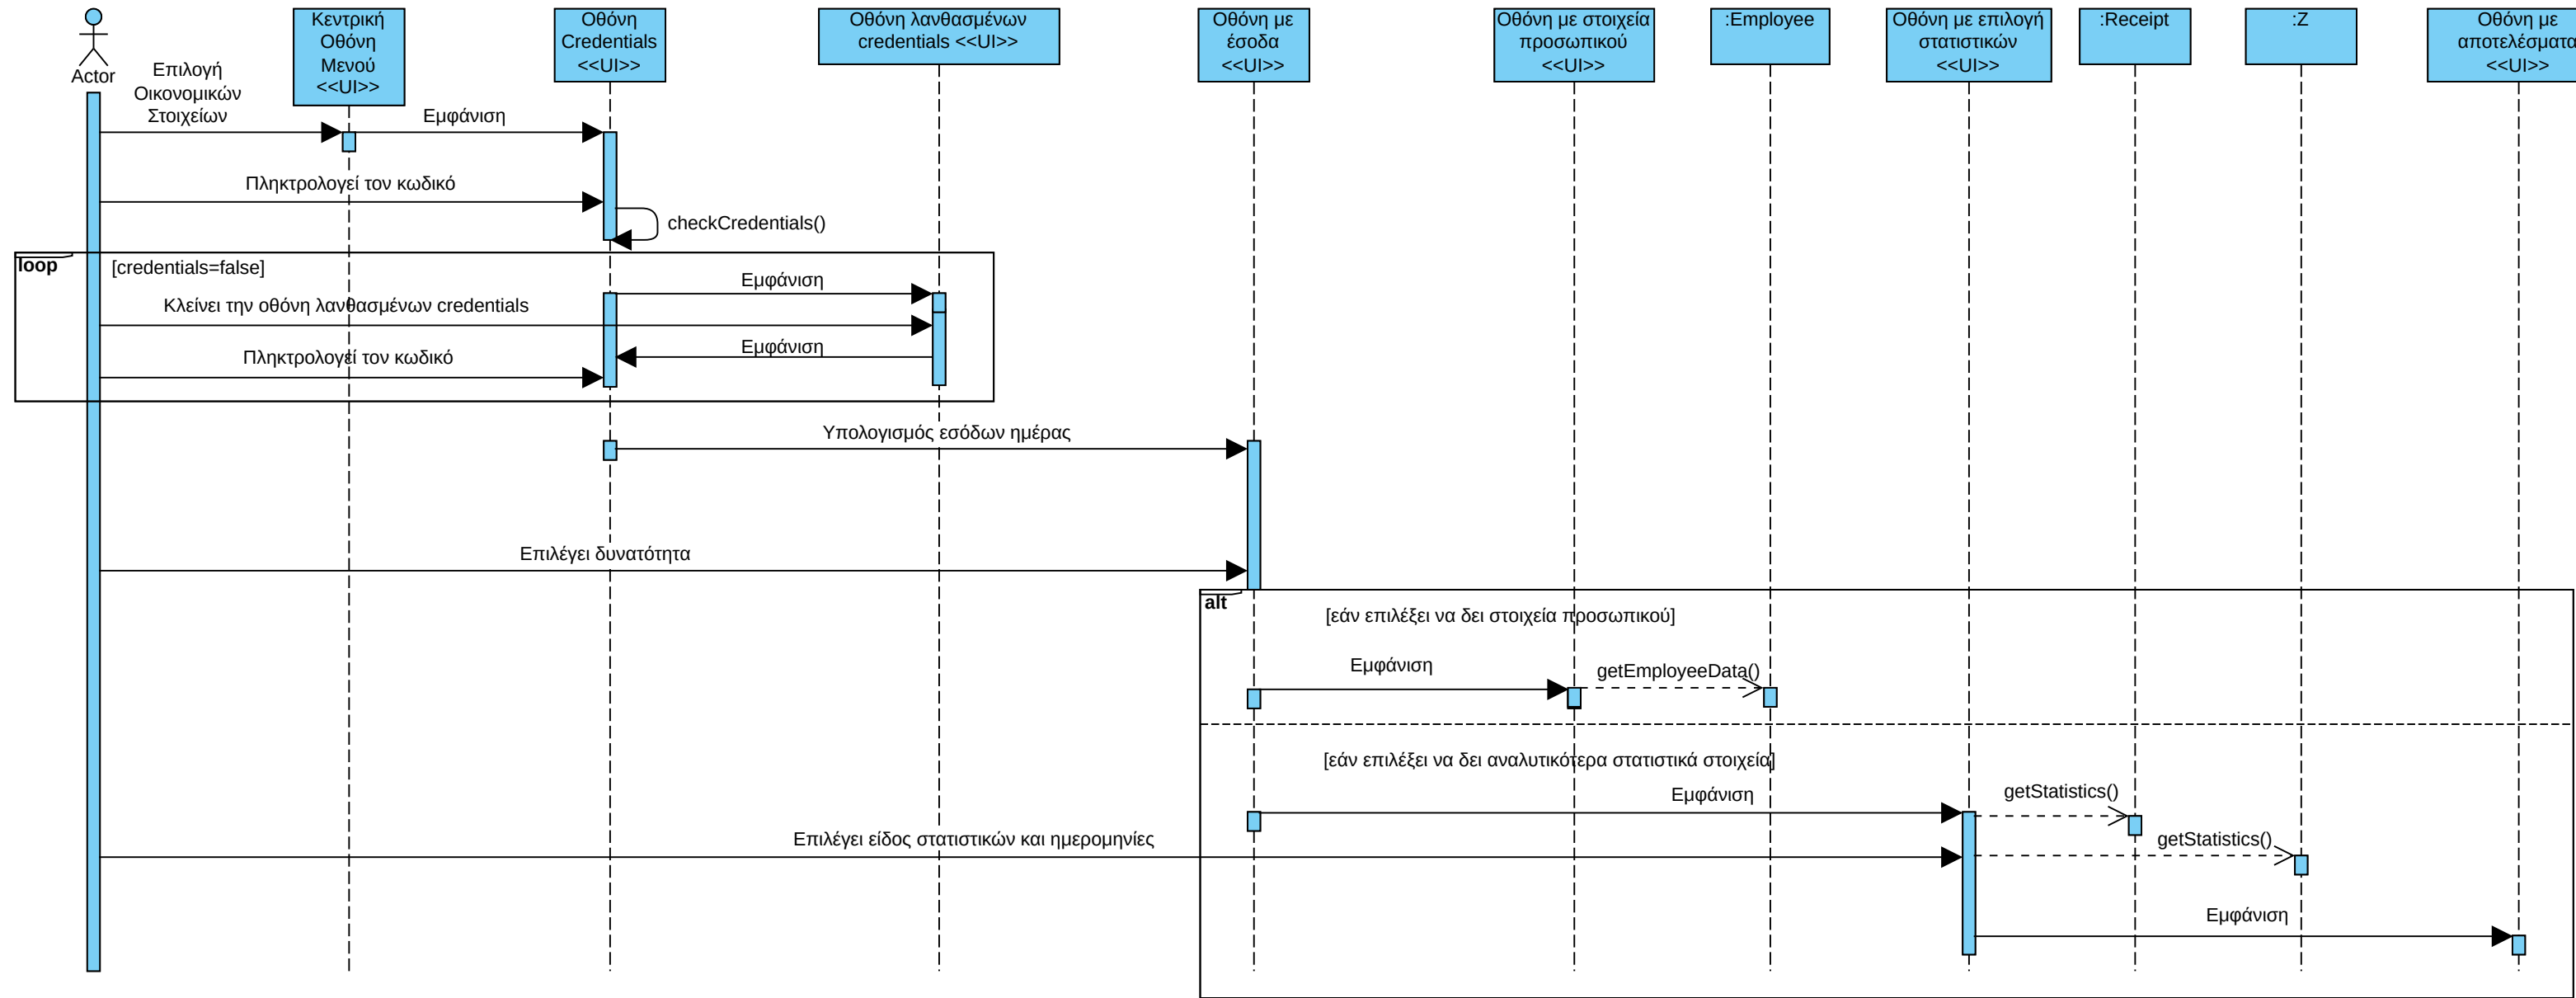 Actor
Κεντρική
Οθόνη
Μενού
<<UI>>
Οθόνη
Credentials
<<UI>>
Οθόνη λανθασμένων
credentials <<UI>>
Οθόνη με
έσοδα
<<UI>>
Οθόνη με στοιχεία
προσωπικού
<<UI>>
:Employee
Οθόνη με επιλογή
στατιστικών
<<UI>>
:Receipt
:Z
Οθόνη με
αποτελέσματα
<<UI>>
Επιλογή
Οικονομικών
Στοιχείων
Εμφάνιση
Πληκτρολογεί τον κωδικό
checkCredentials()
loop
[credentials=false]
Εμφάνιση
Κλείνει την οθόνη λανθασμένων credentials
Εμφάνιση
Πληκτρολογεί τον κωδικό
Υπολογισμός εσόδων ημέρας
Επιλέγει δυνατότητα
alt
[εάν επιλέξει να δει στοιχεία προσωπικού]
Εμφάνιση
getEmployeeData()
[εάν επιλέξει να δει αναλυτικότερα στατιστικά στοιχεία]
Εμφάνιση
getStatistics()
Επιλέγει είδος στατιστικών και ημερομηνίες
getStatistics()
Εμφάνιση